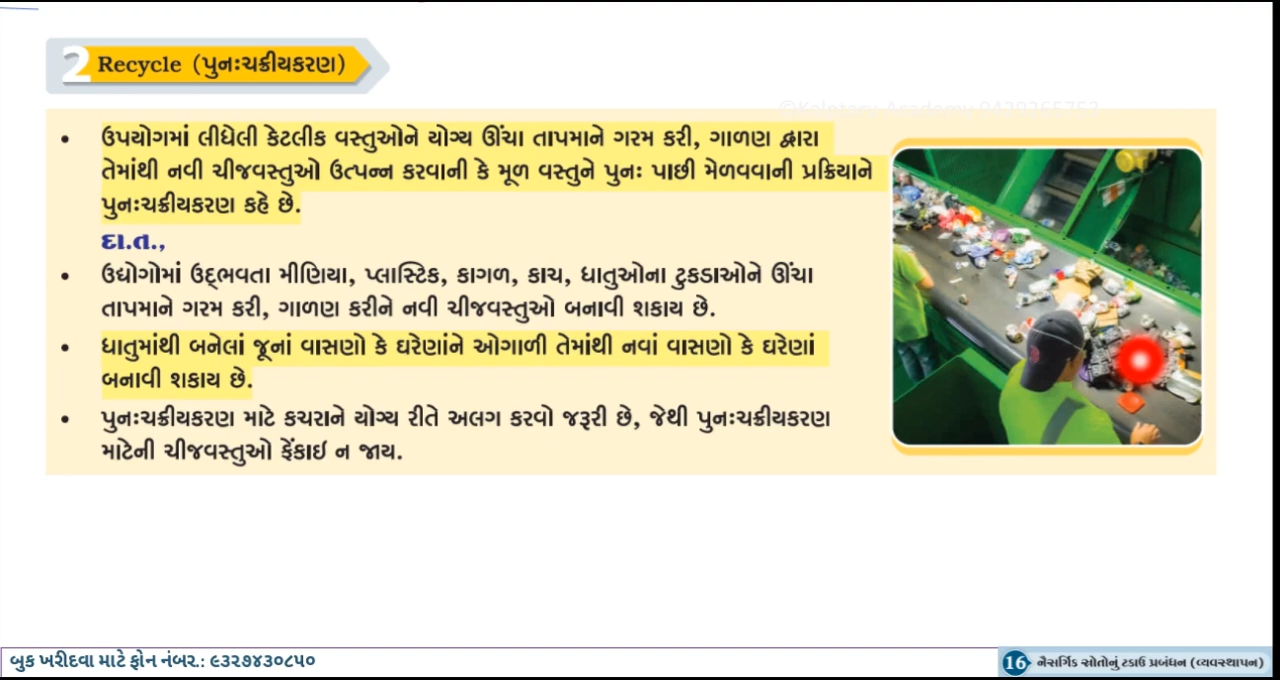 ©Kalptaru Academy 9429265753
2 Recycle (પુનઃચક્રીયકરણ)
• ઉપયોગમાં લીધેલી કેટલીક વસ્તુઓને યોગ્ય ઊંચા તાપમાને ગરમ કરી, ગાળણ દ્વારા
તેમાંથી નવી ચીજવસ્તુઓ ઉત્પન્ન કરવાની કે મૂળ વસ્તુને પુનઃ પાછી મેળવવાની પ્રક્રિયાને
પુનઃચક્રીયકરણ કહે છે.
દા.ત.,
• ઉદ્યોગોમાં ઉદ્ભવતા મીણિયા, પ્લાસ્ટિક, કાગળ, કાચ, ધાતુઓના ટુકડાઓને ઊંચા
તાપમાને ગરમ કરી, ગાળણ કરીને નવી ચીજવસ્તુઓ બનાવી શકાય છે.
• ધાતુમાંથી બનેલાં જૂનાં વાસણો કે ઘરેણાંને ઓગાળી તેમાંથી નવાં વાસણો કે ઘરેણાં
બનાવી શકાય છે.
• પુનઃચક્રીયકરણ માટે કચરાને યોગ્ય રીતે અલગ કરવો જરૂરી છે, જેથી પુનઃચક્રીયકરણ
માટેની ચીજવસ્તુઓ ફેંકાઇ ન જાય.
બુક ખરીદવા માટે ફોન નંબર.: ૯૩૨૭૪૩૦૮૫૦
16 નૈસર્ગિક સ્રોતોનું ટકાઉ પ્રબંધન (વ્યવસ્થાપન)